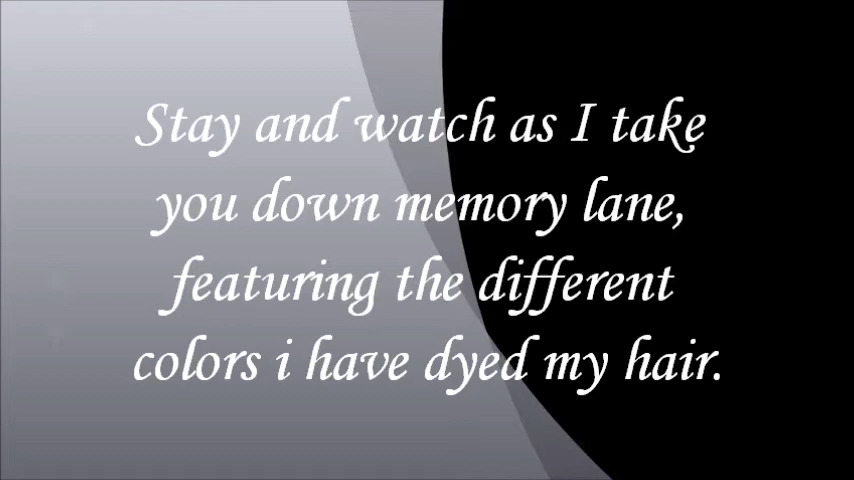 Stay and watch as I take
you down memory lane,
featuring the different
colors i have dyed my hair.